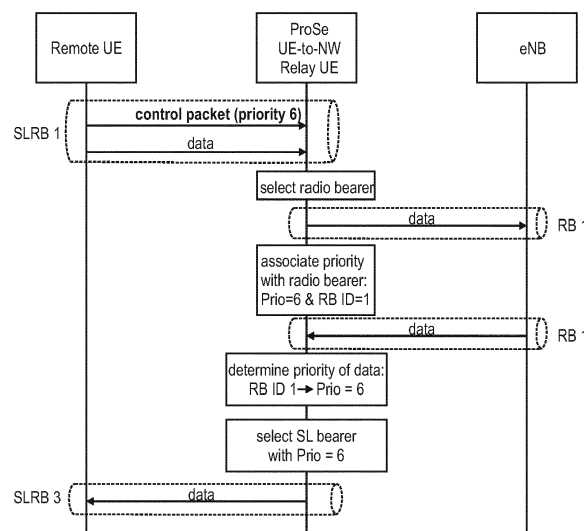 Remote UE
ProSe
UE-to-NW
Relay UE
eNB
control packet (priority 6)
SLRB 1
data
select radio bearer
data
RB 1
associate priority
with radio bearer:
Prio=6 & RB ID=1
data
RB 1
determine priority of data:
RB ID 1→Prio = 6
select SL bearer
with Prio = 6
SLRB 3
data